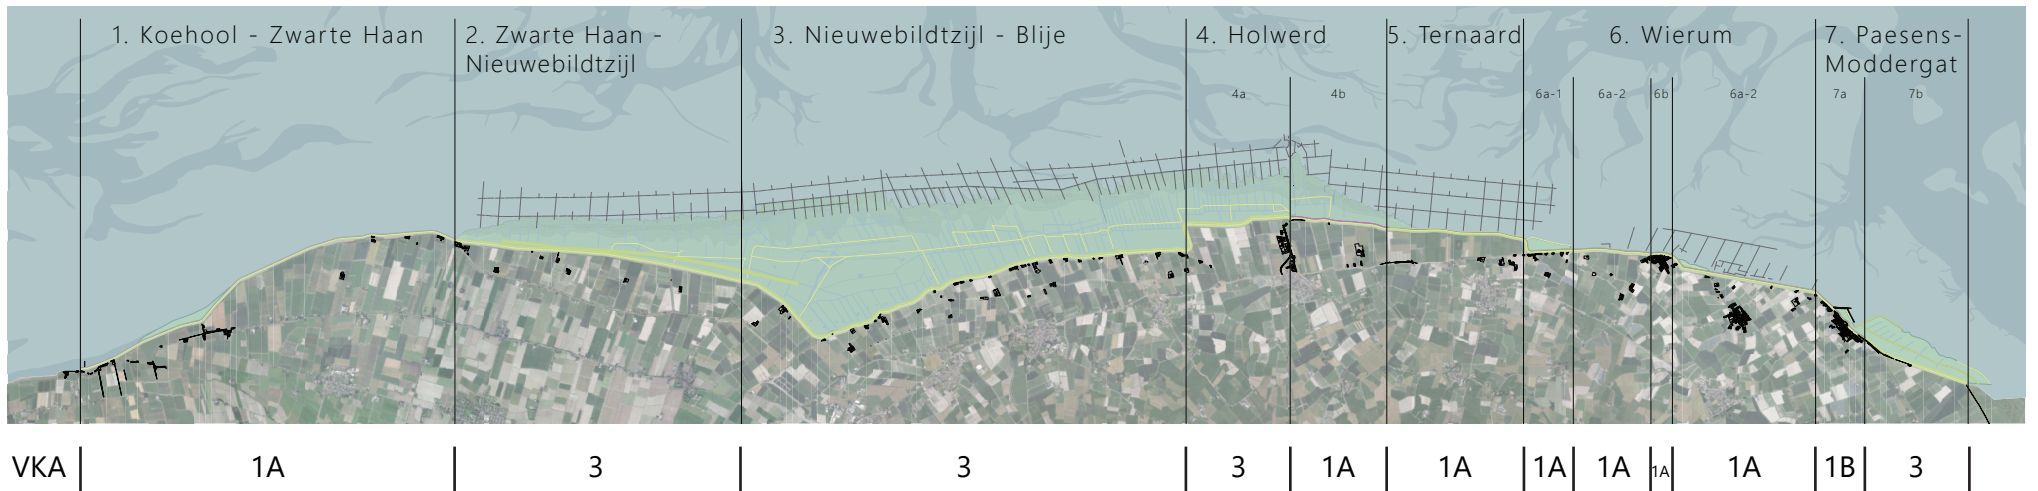 1. Koehool - Zwarte Haan
2. Zwarte Haan -
Nieuwebildtzijl
3. Nieuwebildtzijl - Blije
4. Holwerd
5. Ternaard
6. Wierum
7. Paesens-
Moddergat
4a 4b 6a-1 6a-2 6b 6a-2 7a 7b
VKA 1A 3 3 3 1A 1A 1A 1A 1A 1A 1B 3